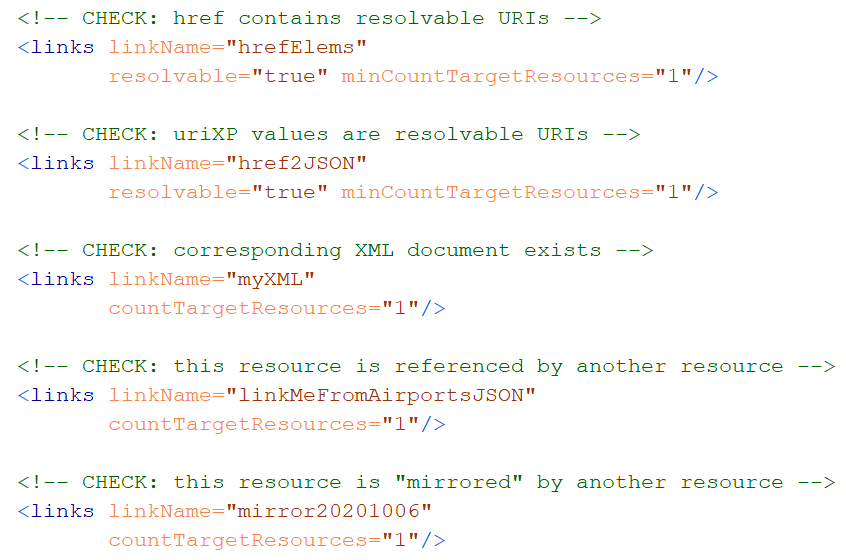 <!-- CHECK: href contains resolvable URIs -->
<links linkName="hrefElems"
resolvable="true" minCountTargetResources="1"/>
<!-- CHECK: uriXP values are resolvable URIs -->
<links linkName="href2JSON"
resolvable="true" minCountTargetResources="1"/>
<!-- CHECK: corresponding XML document exists -->
<links linkName="myXML"
countTargetResources="1"/>
<!-- CHECK: this resource is referenced by another resource -->
<links linkName="linkMeFromAirportsJSON"
countTargetResources="1"/>
<!-- CHECK: this resource is "mirrored" by another resource -->
<links linkName="mirror20201006"
countTargetResources="1"/>